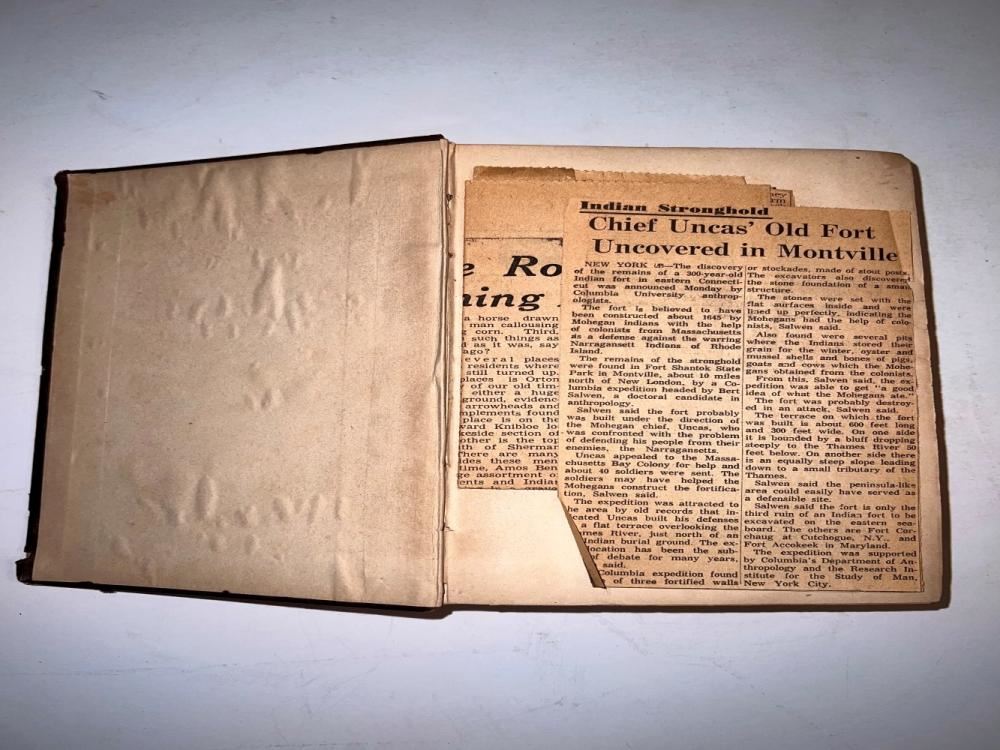 ney
rm
Indian Stronghold
Chief Uncas' Old Fort
Uncovered in Montville
NEW YORK (AP)—The discovery
of the remains of a 300-year-old
Indian fort in eastern Connecti-
cut was announced Monday by
Columbia University anthrop-
ologists.
The fort is believed to have
been constructed about 1645 by
Mohegan indians with the help
of colonists from Massachusetts
as a defense against the warring
Narragansett Indians of Rhode
Island.
The remains of the stronghold
were found in Fort Shantok State
Park in Montville, about 10 miles
north of New London, by a Co-
lumbia expedition headed by Bert
Salwen, a doctoral candidate in
anthropology.
Salwen said the fort probably
was built under the direction of
the Mohegan chief, Uncas, who
was confronted with the problem
of defending his people from their
enemies, the Narragansetts.
Uncas appealed to the Massa-
chusetts Bay Colony for help and
about 40 soldiers were sent. The
soldiers may have helped the
Mohegans construct the fortifica-
tion, Salwen said.
The expedition was attracted to
he area by old records that in-
cated Uncas built his defenses
a flat terrace overlooking the
mes River, just north of an
Indian burial ground. The ex-
location has been the sub-
of debate for many years,
said.
Columbia expedition found
s of three fortified walls
or stockades, made of stout posts.
The excavators also discovered
the stone foundation of a small
structure.
The stones were set with the
flat surfaces inside and were
lined up perfectly, indicating the
Mohegans had the help of colo-
nists, Salwen said.
Also found were several pits
where the Indians stored their
grain for the winter, oyster and
mussel shells and bones of pigs,
goats and cows which the Mohe-
gans obtained from the colonists.
From this, Salwen said, the ex-
pedition was able to get "a good
idea of what the Mohegans ate."
The fort was probably destroy-
ed in an attack, Salwen said.
The terrace on which the fort
was built is about 600 feet long
and 300 feet wide. On one side
it is bounded by a bluff dropping
steeply to the Thames River 50
feet below. On another side there
is an equally steep slope leading
down to a small tributary of the
Thames.
Salwen said the peninsula-like
area could easily have served as
a defensible site.
Salwen said the fort is only the
third ruin of an Indian fort to be
excavated on the eastern sea-
board. The others are Fort Cor-
chaug at Cutchogue, N.Y., and
Fort Accokeek in Maryland.
The expedition was supported
by Columbia's Department of An-
thropology and the Research In-
stitute for the Study of Man,
New York City.
e Ro
ning
a horse drawn
man callousing
g corn. Third,
such things as
d as it was, say
ago?
everal places
residents where
still turned up.
places is Orton
of our old tim-
either a huge
ground, evidenc
arrowheads and
mplements found
place is on the
ward Knibloe lo
keside section of
other is the top
ith of Sherman
There are many
ides these men
time, Amos Ben
ge assortment o
ents and Indian
in a grave